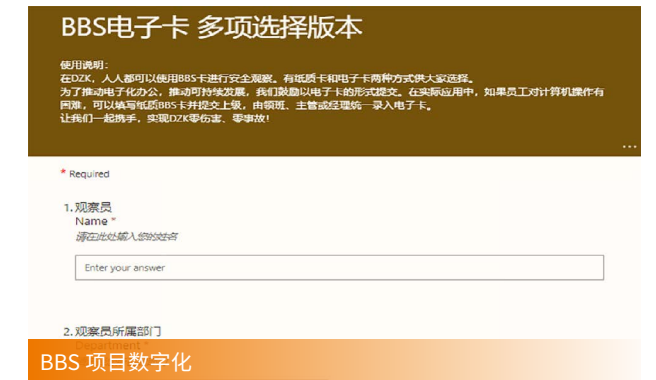 BBS电子卡 多项选择版本
使用说明：
在DZK，人人都可以使用BBS卡进行安全观察。有纸质卡和电子卡两种方式供大家选择。
为了推动电子化办公，推动可持续发展，我们鼓励以电子卡的形式提交。在实际应用中，如果员工对计算机操作有
困难，可以填写纸质BBS卡并提交上级，由领班、主管或经理统一录入电子卡。
让我们一起携手，实现DZK零伤害、零事故!
...
* Required
1. 观察员
Name *
请在此处输入您的姓名
Enter your answer
2. 观察员所属部门
Department *
BBS 项目数字化